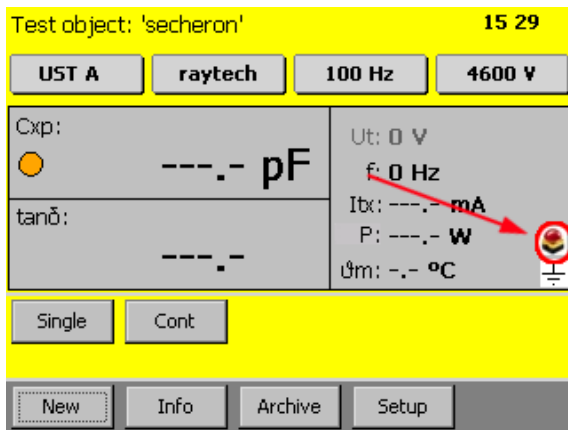 Test object: 'secheron' 15 29
UST A raytech 100 Hz 4600 V
Cxp:
---.- pF
tanδ:
---.-
Ut: 0 V
f: 0 Hz
Itx: ---.- mA
P: ---.- W
ϑm: -.- ºC
Single Cont
New Info Archive Setup